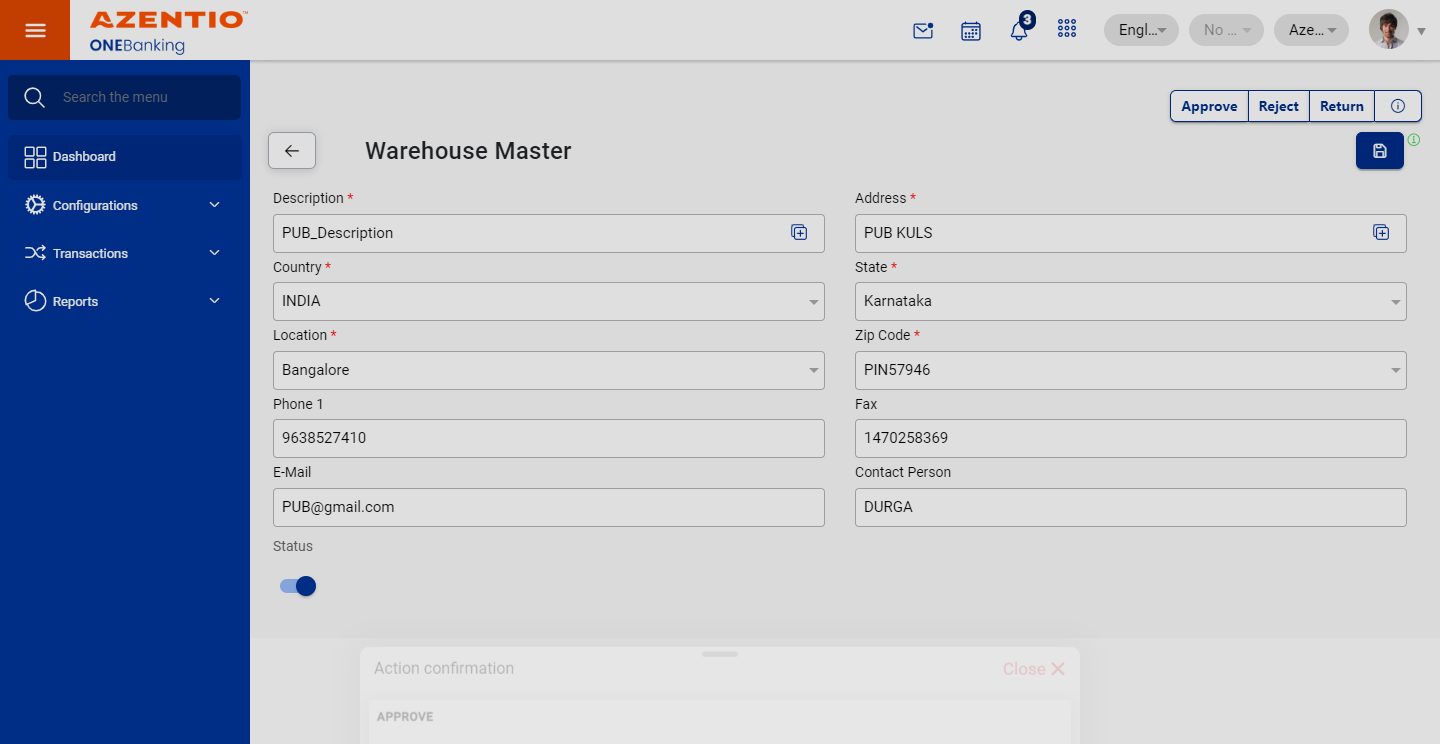 AZENTIO™
ONEBanking
3
Engl...
No ...
Aze...
Search the menu
Dashboard
Configurations
Transactions
Reports
Approve
Reject
Return
Warehouse Master
Description *
Address *
PUB_Description
PUB KULS
Country *
State *
INDIA
Karnataka
Location *
Zip Code *
Bangalore
PIN57946
Phone 1
Fax
9638527410
1470258369
E-Mail
Contact Person
PUB@gmail.com
DURGA
Status
Action confirmation
Close
APPROVE